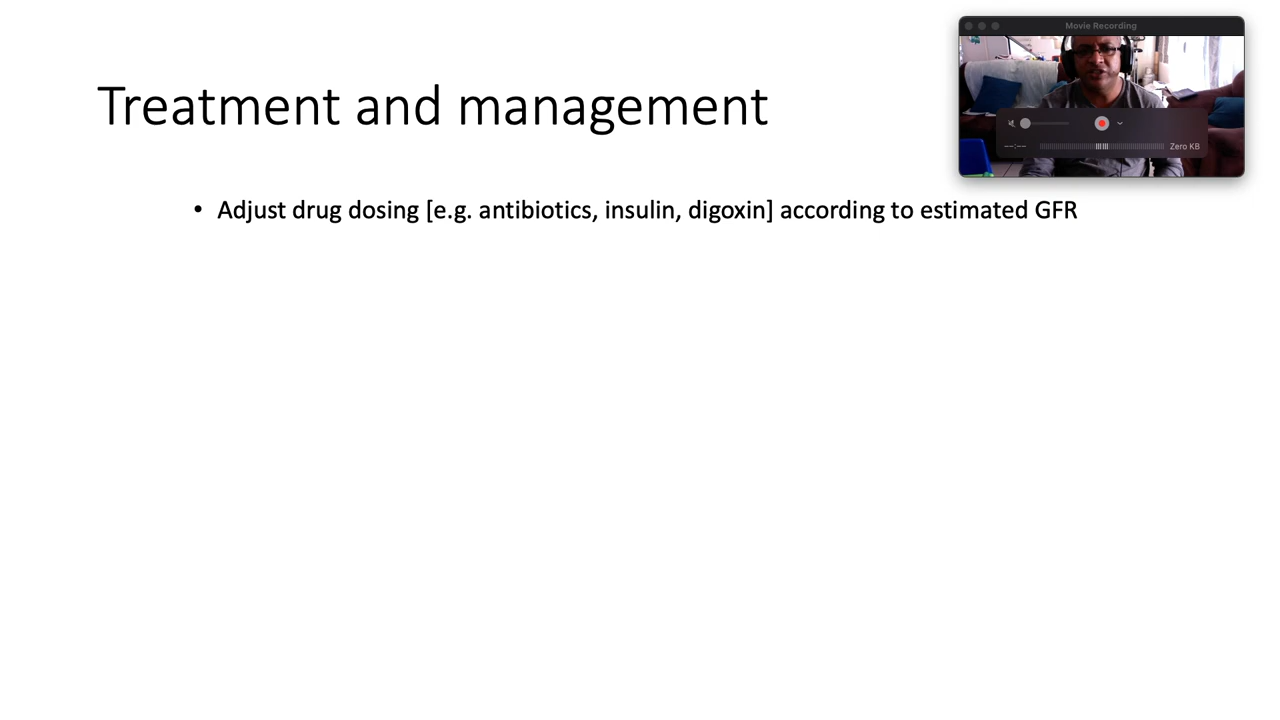 Movie Recording
Treatment and management
--:--
Zero KB
• Adjust drug dosing [e.g. antibiotics, insulin, digoxin] according to estimated GFR